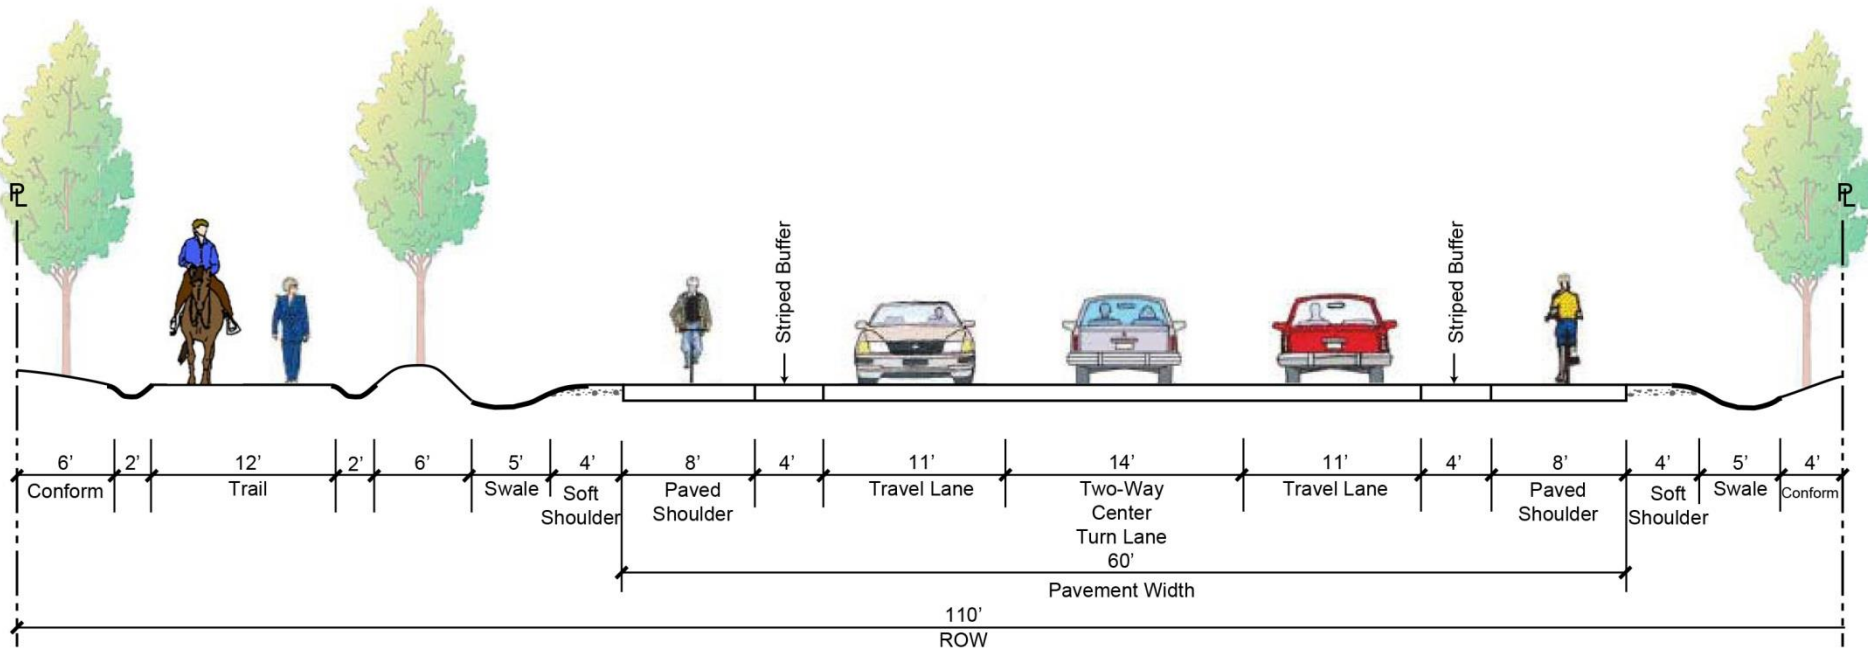 PL
PL
Striped Buffer
Striped Buffer
6’ 2’ 12’ 2’ 6’ 5’ 4’ 8’ 4’ 11’ 14’ 11’ 4’ 8’ 4’ 5’ 4’
Conform Trail Swale Soft Paved Travel Lane Two-Way Travel Lane Paved Soft Swale Conform
Shoulder Shoulder Center Shoulder Shoulder
Turn Lane
60’
Pavement Width
110’
ROW